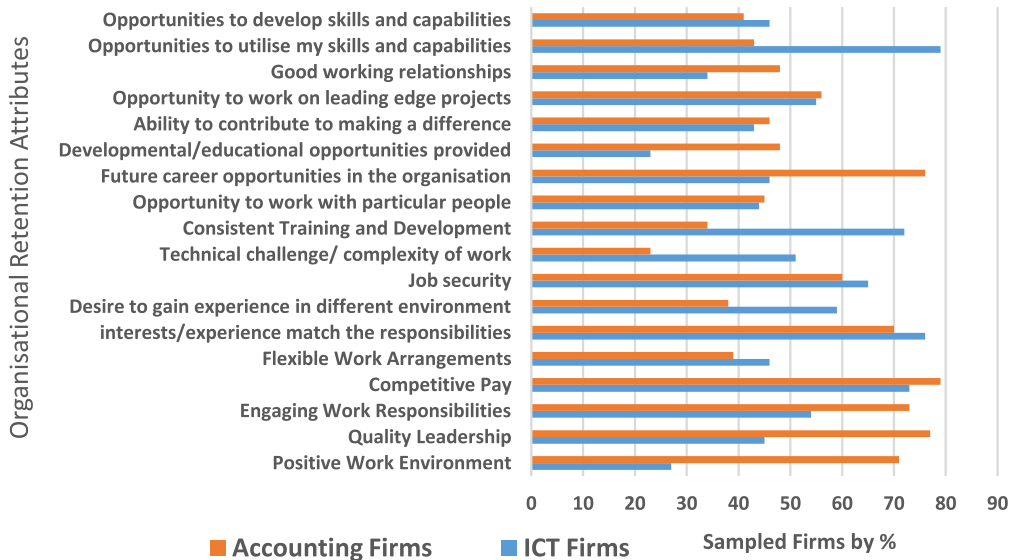 Organisational Retention Attributes
Opportunities to develop skills and capabilities
Opportunities to utilise my skills and capabilities
Good working relationships
Opportunity to work on leading edge projects
Ability to contribute to making a difference
Developmental/educational opportunities provided
Future career opportunities in the organisation
Opportunity to work with particular people
Consistent Training and Development
Technical challenge/ complexity of work
Job security
Desire to gain experience in different environment
interests/experience match the responsibilities
Flexible Work Arrangements
Competitive Pay
Engaging Work Responsibilities
Quality Leadership
Positive Work Environment
0 10 20 30 40 50 60 70 80 90
Accounting Firms ICT Firms Sampled Firms by %